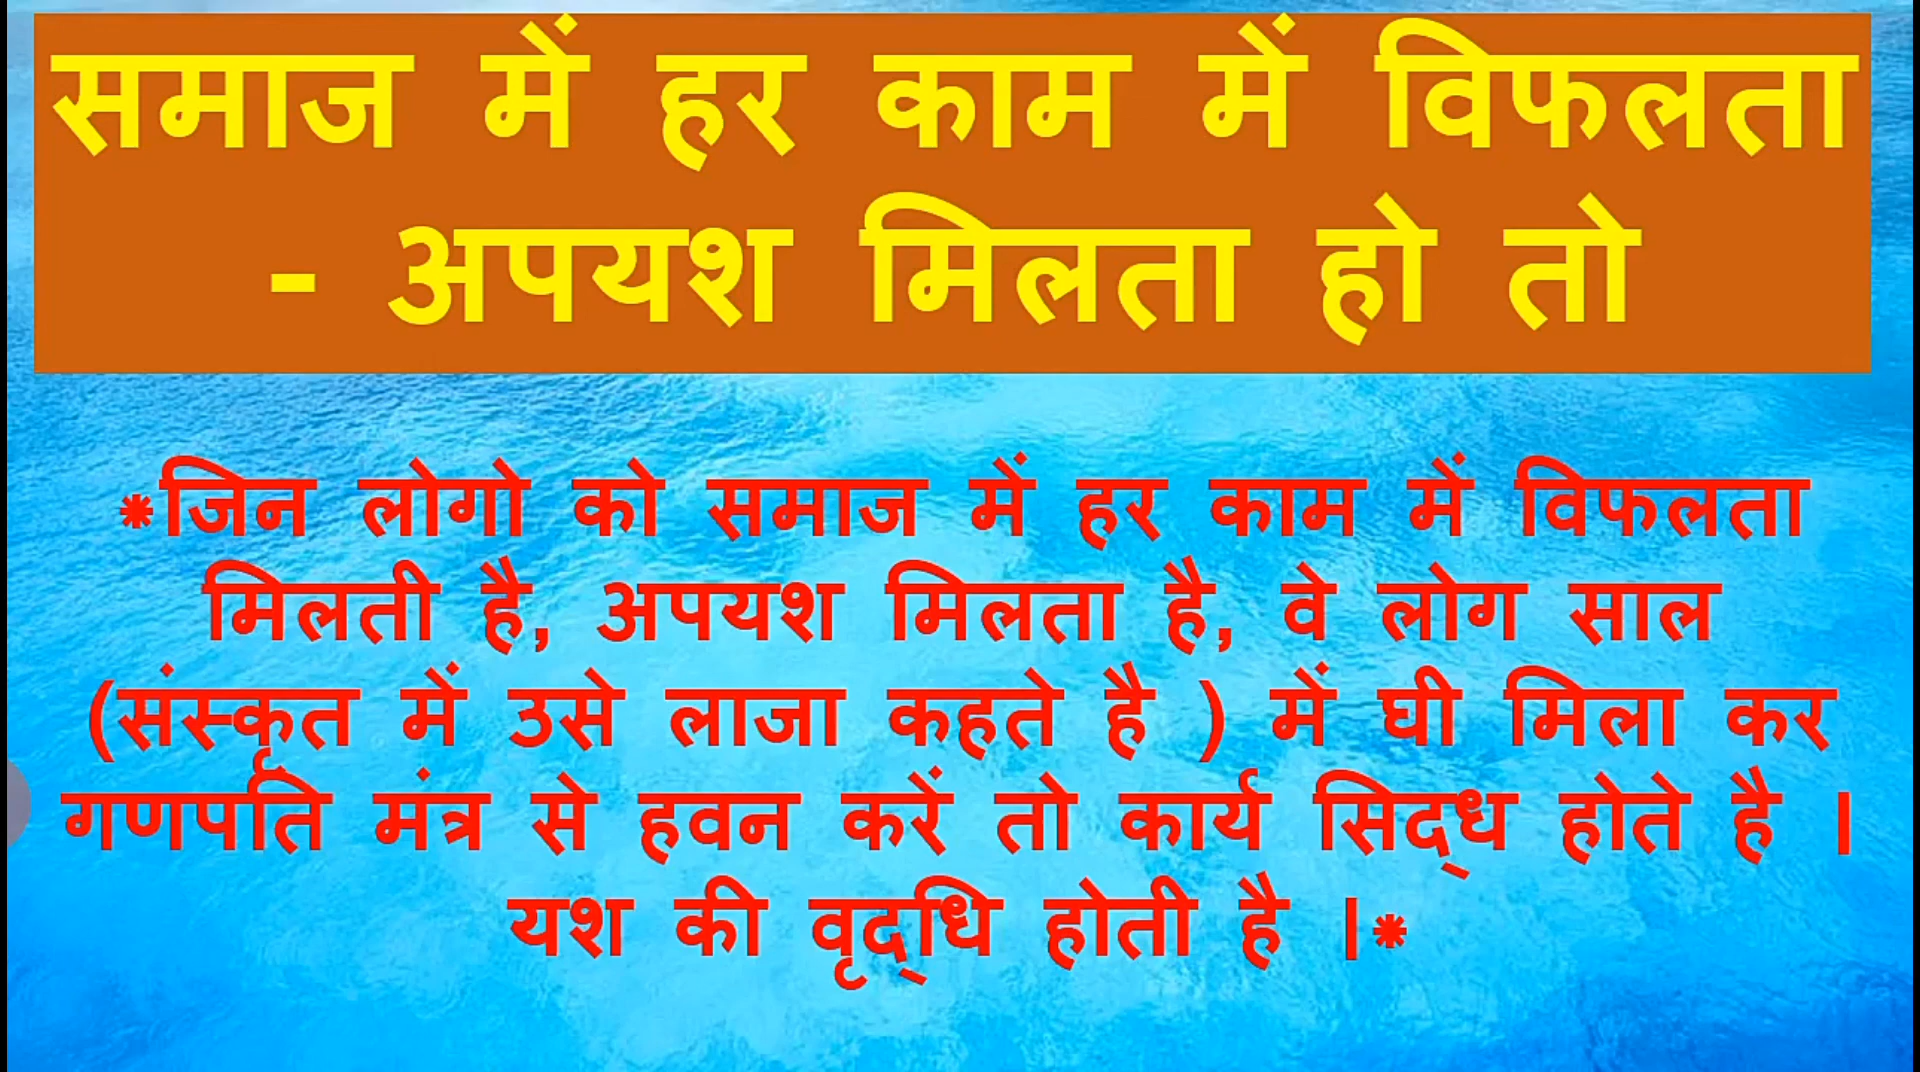 समाज में हर काम में विफलता
- अपयश मिलता हो तो
*जिन लोगो को समाज में हर काम में विफलता
मिलती है, अपयश मिलता है, वे लोग साल
(संस्कृत में उसे लाजा कहते है ) में घी मिला कर
गणपति मंत्र से हवन करें तो कार्य सिद्ध होते है ।
यश की वृद्धि होती है ।*